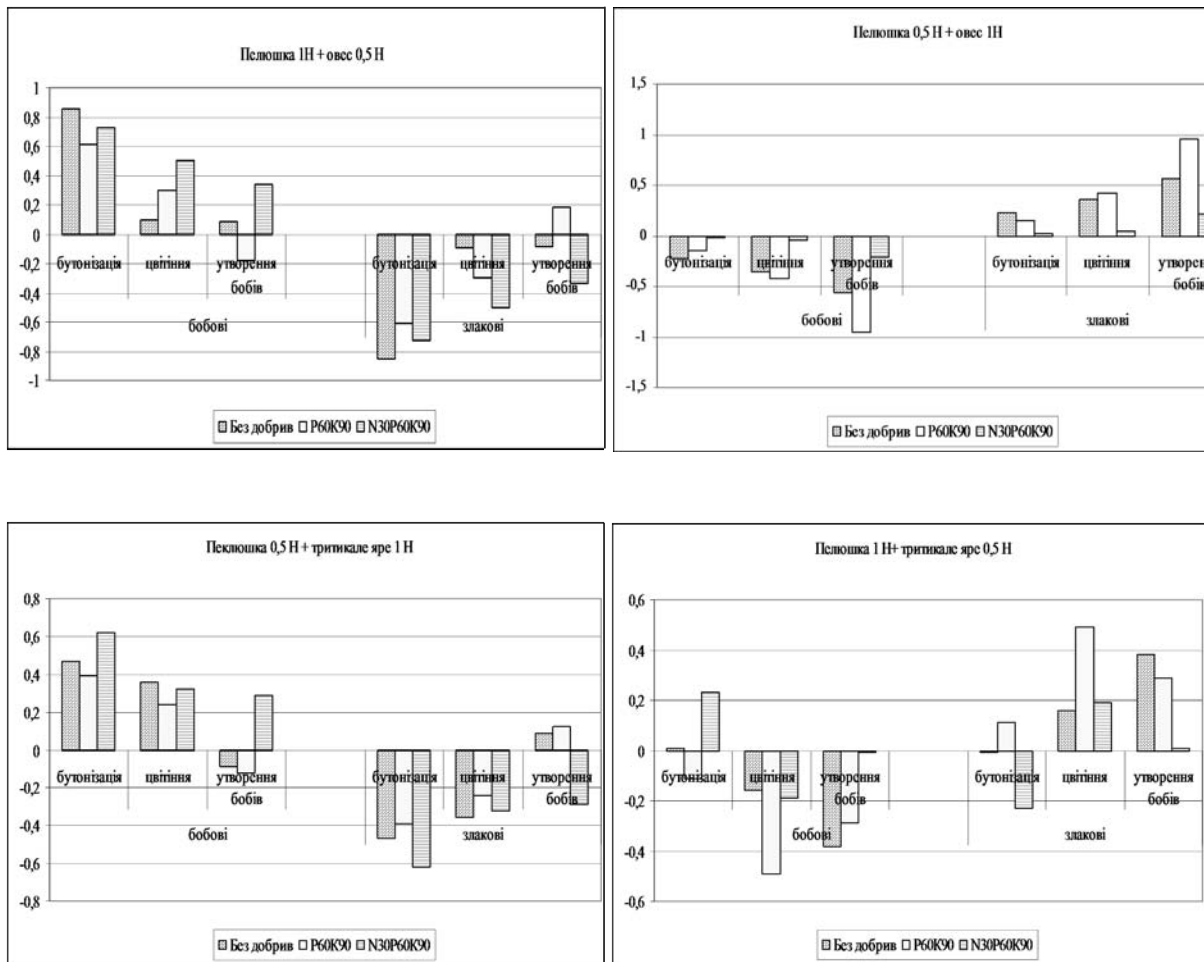 Пелюшка 1Н + овес 0,5 Н
1
0,8
0,6
0,4
0,2
0
-0,2
-0,4
-0,6
-0,8
-1
бутонізація цвітіння утворення бобів
бутонізація цвітіння утворення бобів
бобові злакові
Без добрив P60K90 N30P60K90
Пелюшка 0,5 Н + овес 1Н
1,5
1
0,5
0
-0,5
-1
-1,5
бутонізація цвітіння утворення бобів
бутонізація цвітіння утворення бобів
бобові злакові
Без добрив P60K90 N30P60K90
Пеклюшка 0,5 Н + тритикале яре 1 Н
0,8
0,6
0,4
0,2
0
-0,2
-0,4
-0,6
-0,8
бутонізація цвітіння утворення бобів
бутонізація цвітіння утворення бобів
бобові злакові
Без добрив P60K90 N30P60K90
Пелюшка 1 Н+ тритикале яре 0,5 Н
0,6
0,4
0,2
0
-0,2
-0,4
-0,6
бутонізація цвітіння утворення бобів
бутонізація цвітіння утворення бобів
бобові злакові
Без добрив P60K90 N30P60K90